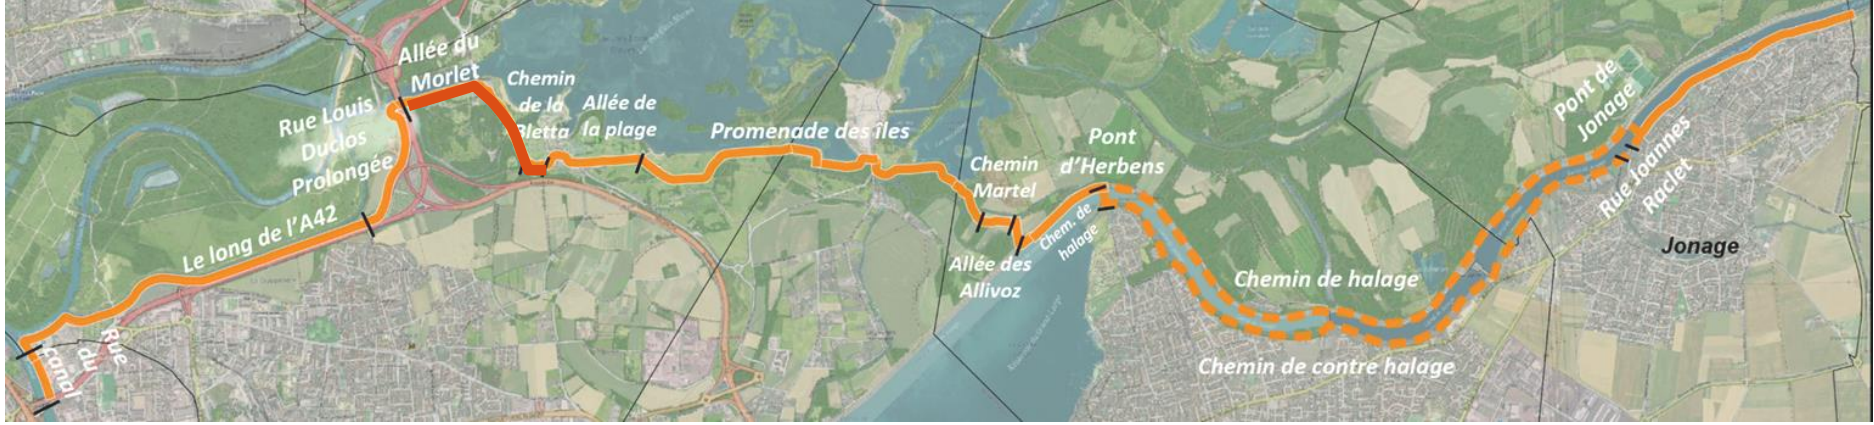 Allée du
Morlet
Chemin
de la
Bletta
Allée de
la plage
Rue Louis
Duclos
Prolongée
Promenade des îles
Le long de l'A42
Rue
du
canal
Chemin
Martel
Pont
d'Herbens
Chem. de
halage
Allée des
Allivoz
Chemin de halage
Chemin de contre halage
Pont de
Jonage
Rue Joannes
Raclet
Jonage